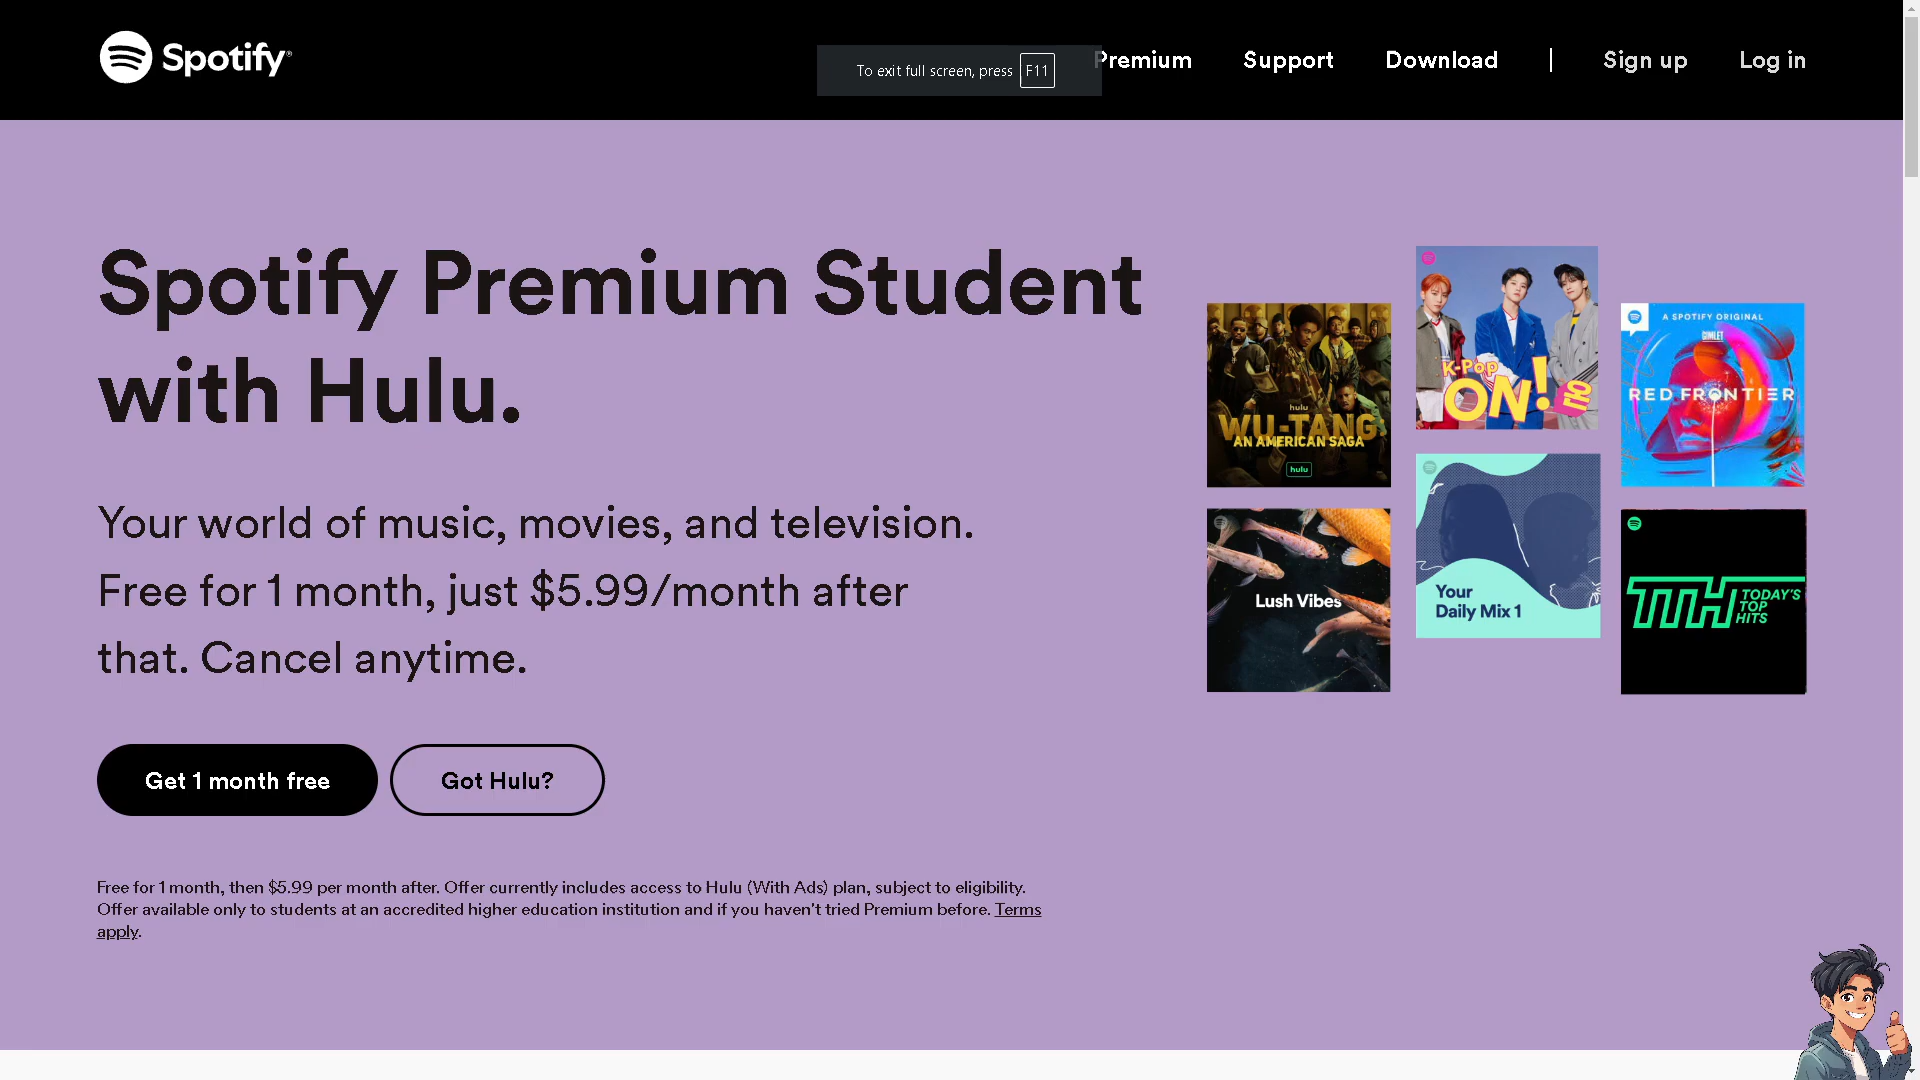 Spotify®
To exit full screen, press F11
Premium
Support
Download
|
Sign up
Log in
Spotify Premium Student
with Hulu.
Your world of music, movies, and television.
Free for 1 month, just $5.99/month after
that. Cancel anytime.
Get 1 month free
Got Hulu?
Free for 1 month, then $5.99 per month after. Offer currently includes access to Hulu (With Ads) plan, subject to eligibility.
Offer available only to students at an accredited higher education institution and if you haven't tried Premium before. Terms
apply.
hulu
WU-TANG
AN AMERICAN SAGA
hulu
K-Pop
ON!
A SPOTIFY ORIGINAL
GIMLET
RED FRONTIER
Lush Vibes
Your
Daily Mix 1
TTH TODAY'S
TOP
HITS